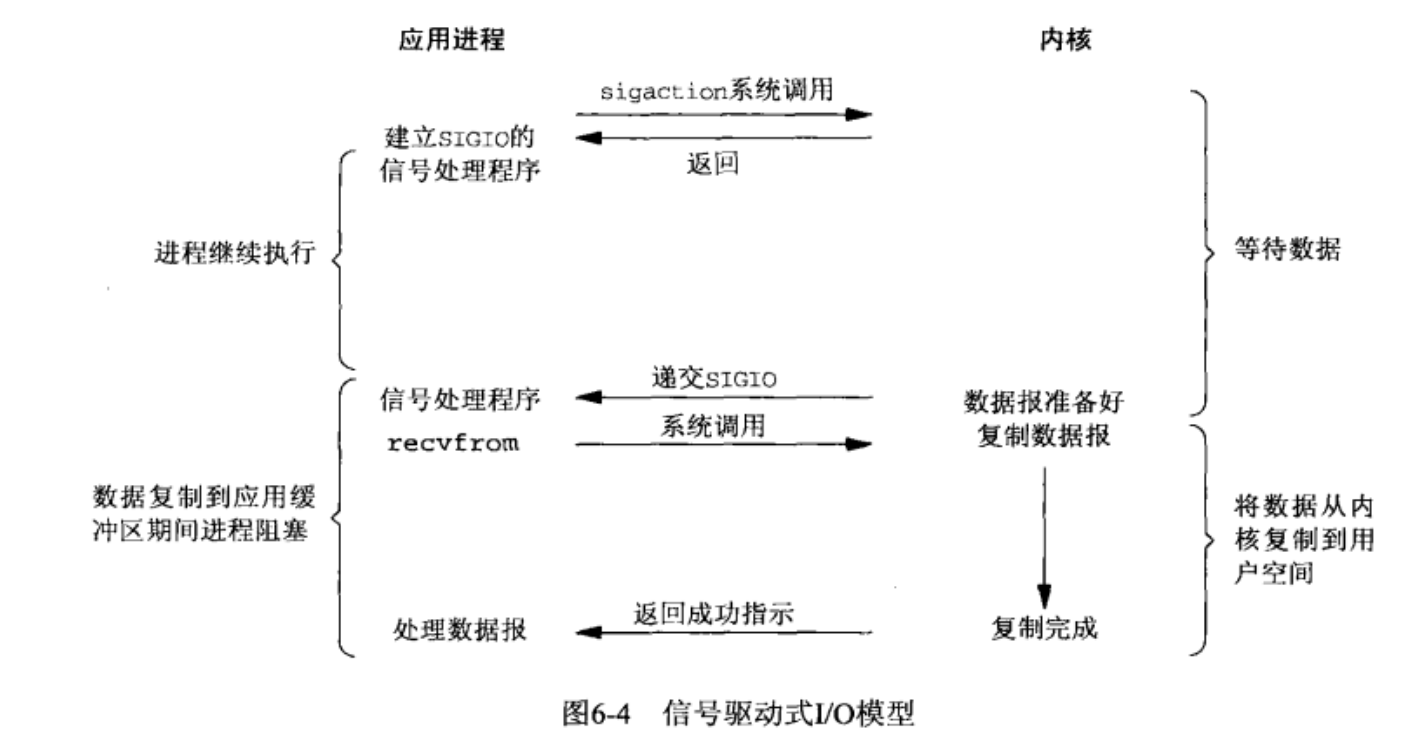 应用进程
内核
sigaction系统调用
建立SIGIO的
信号处理程序
返回
进程继续执行
等待数据
递交SIGIO
信号处理程序
数据报准备好
系统调用
recvfrom
复制数据报
数据复制到应用缓
冲区期间进程阻塞
将数据从内
核复制到用
户空间
返回成功指示
处理数据报
复制完成
图6-4 信号驱动式I/O模型